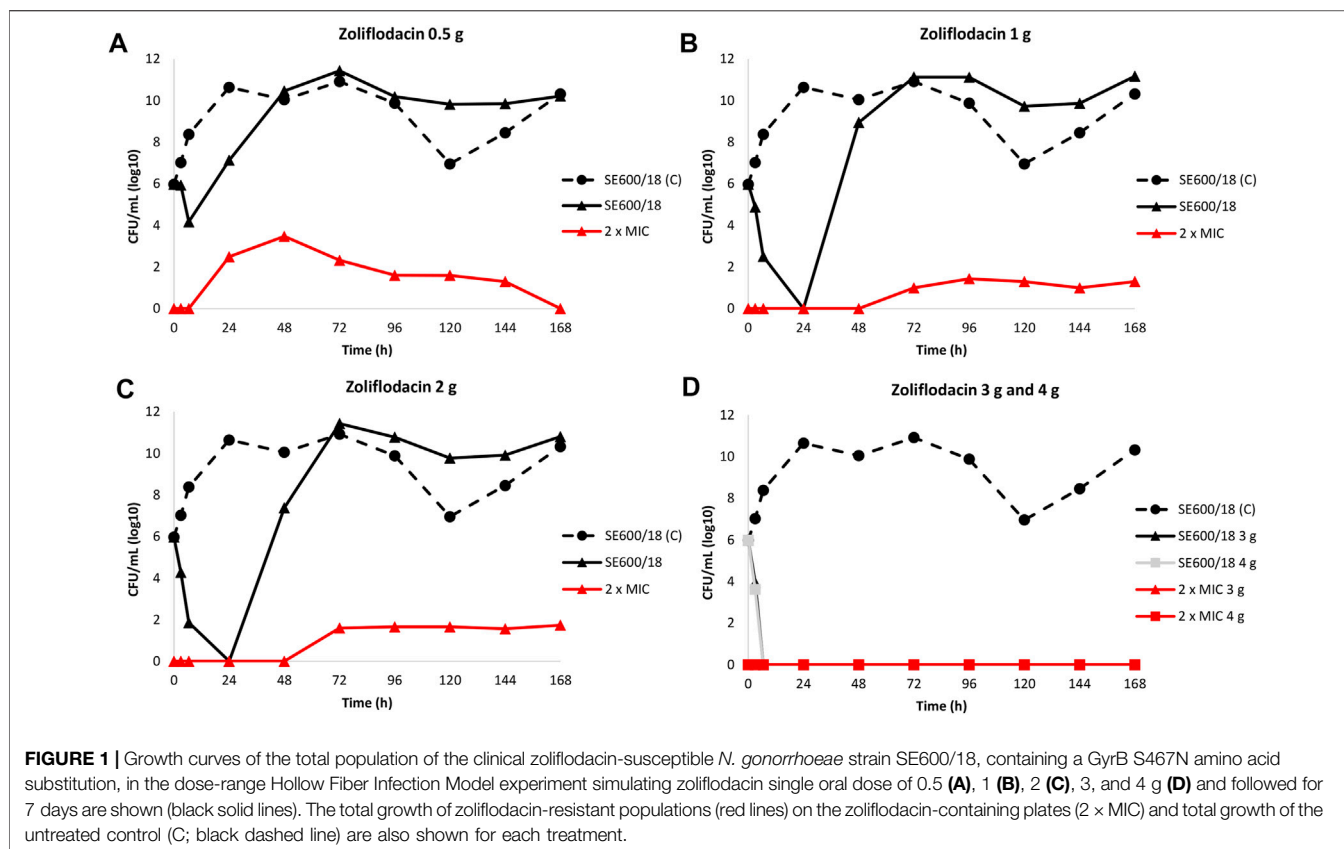 A
Zoliflodacin 0.5 g
CFU/mL (log10)
12
10
8
6
4
2
0
0 24 48 72 96 120 144 168
Time (h)
SE600/18 (C)
SE600/18
2 x MIC
B
Zoliflodacin 1 g
CFU/mL (log10)
12
10
8
6
4
2
0
0 24 48 72 96 120 144 168
Time (h)
SE600/18 (C)
SE600/18
2 x MIC
C
Zoliflodacin 2 g
CFU/mL (log10)
12
10
8
6
4
2
0
0 24 48 72 96 120 144 168
Time (h)
SE600/18 (C)
SE600/18
2 x MIC
D
Zoliflodacin 3 g and 4 g
CFU/mL (log10)
12
10
8
6
4
2
0
0 24 48 72 96 120 144 168
Time (h)
SE600/18 (C)
SE600/18 3 g
SE600/18 4 g
2 x MIC 3 g
2 x MIC 4 g
FIGURE 1 | Growth curves of the total population of the clinical zoliflodacin-susceptible N. gonorrhoeae strain SE600/18, containing a GyrB S467N amino acid
substitution, in the dose-range Hollow Fiber Infection Model experiment simulating zoliflodacin single oral dose of 0.5 (A), 1 (B), 2 (C), 3, and 4 g (D) and followed for
7 days are shown (black solid lines). The total growth of zoliflodacin-resistant populations (red lines) on the zoliflodacin-containing plates (2 × MIC) and total growth of the
untreated control (C; black dashed line) are also shown for each treatment.